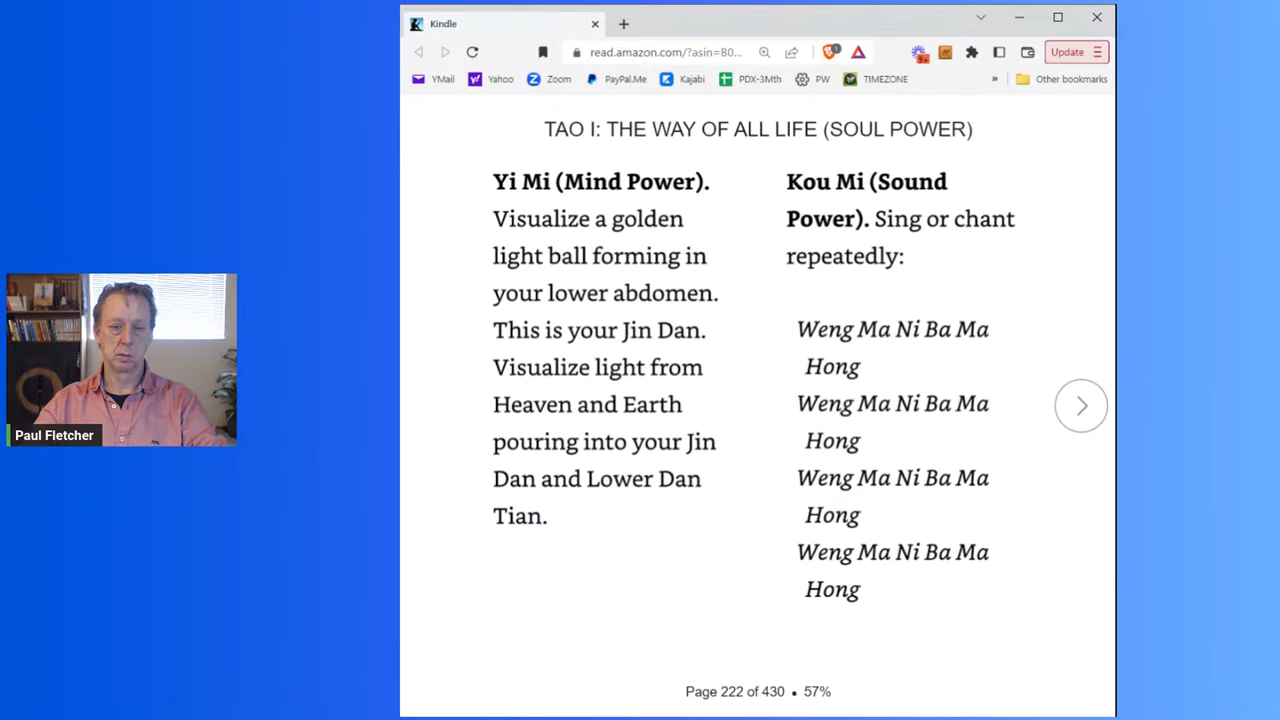 Kindle
read.amazon.com/?asin=B0...
1
9+
Update
YMail
Yahoo
Zoom
PayPal.Me
Kajabi
PDX-3Mth
PW
TIMEZONE
»
Other bookmarks
TAO I: THE WAY OF ALL LIFE (SOUL POWER)
Yi Mi (Mind Power).
Visualize a golden
light ball forming in
your lower abdomen.
This is your Jin Dan.
Visualize light from
Heaven and Earth
pouring into your Jin
Dan and Lower Dan
Tian.
Kou Mi (Sound
Power). Sing or chant
repeatedly:
Weng Ma Ni Ba Ma
Hong
Weng Ma Ni Ba Ma
Hong
Weng Ma Ni Ba Ma
Hong
Weng Ma Ni Ba Ma
Hong
Page 222 of 430 • 57%
Paul Fletcher